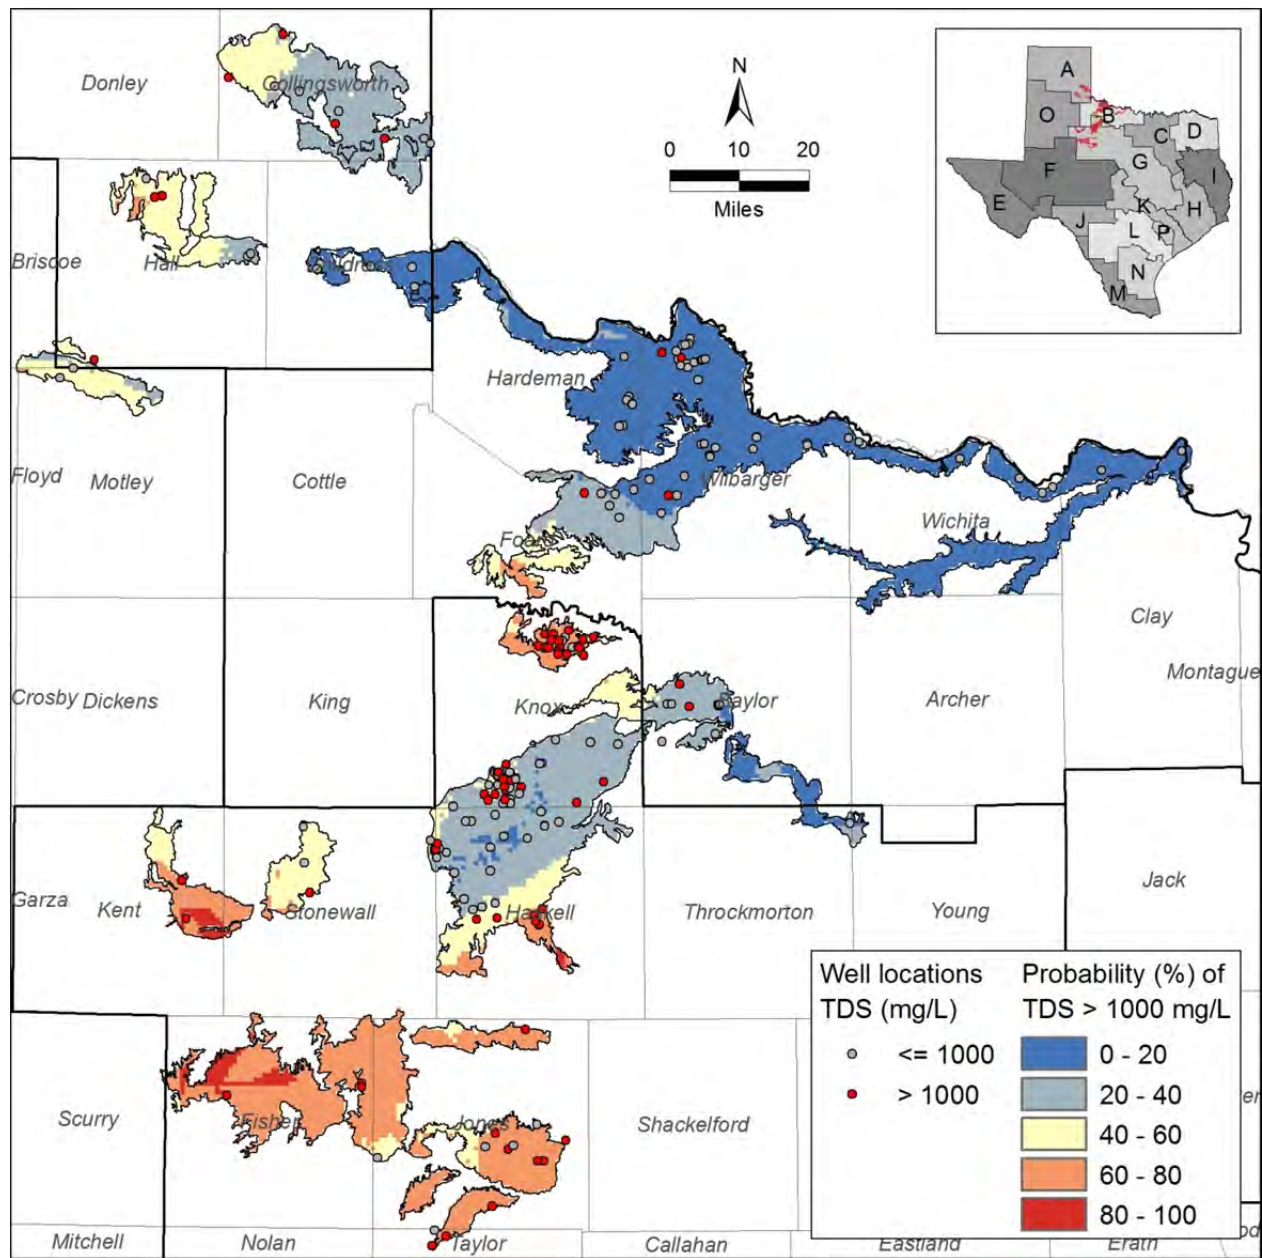 Donley
Collingsworth
N
0 10 20
Miles
A
O
B
C
D
G
F
I
E
K
H
J
L
P
N
M
Briscoe
Hall
Childress
Hardeman
Floyd
Motley
Cottle
Wilbarger
Wichita
Foard
Clay
Montague
Crosby
Dickens
King
Knox
Baylor
Archer
Garza
Kent
Stonewall
Haskell
Throckmorton
Young
Jack
Well locations
TDS (mg/L)
<= 1000
> 1000
Probability (%) of
TDS > 1000 mg/L
0 - 20
20 - 40
40 - 60
60 - 80
80 - 100
Scurry
Fisher
Jones
Shackelford
Mitchell
Nolan
Taylor
Callahan
Eastland
Erath